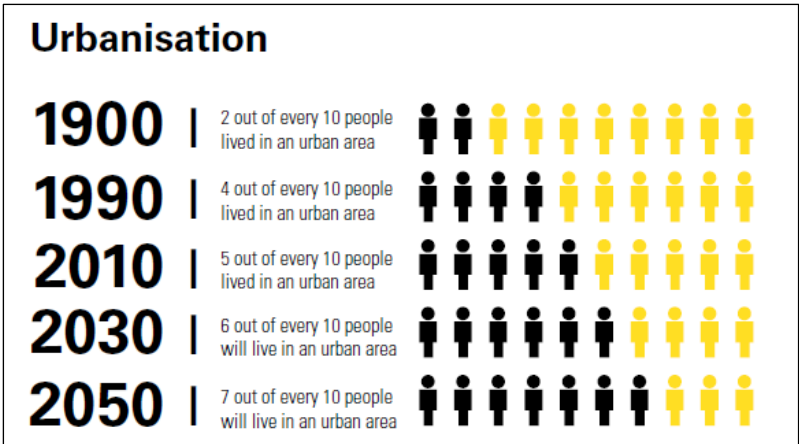 Urbanisation
1900 | 2 out of every 10 people
lived in an urban area
1990 | 4 out of every 10 people
lived in an urban area
2010 | 5 out of every 10 people
lived in an urban area
2030 | 6 out of every 10 people
will live in an urban area
2050 | 7 out of every 10 people
will live in an urban area